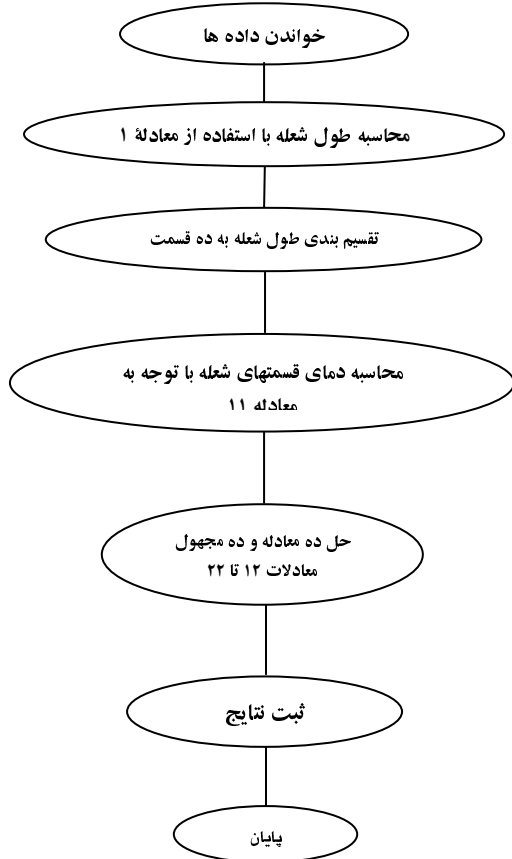 خواندن داده ها
محاسبه طول شعله با استفاده از معادلهٔ ۱
تقسیم بندی طول شعله به ده قسمت
محاسبه دمای قسمتهای شعله با توجه به
معادله ۱۱
حل ده معادله و ده مجهول
معادلات ۱۲ تا ۲۲
ثبت نتایج
پایان